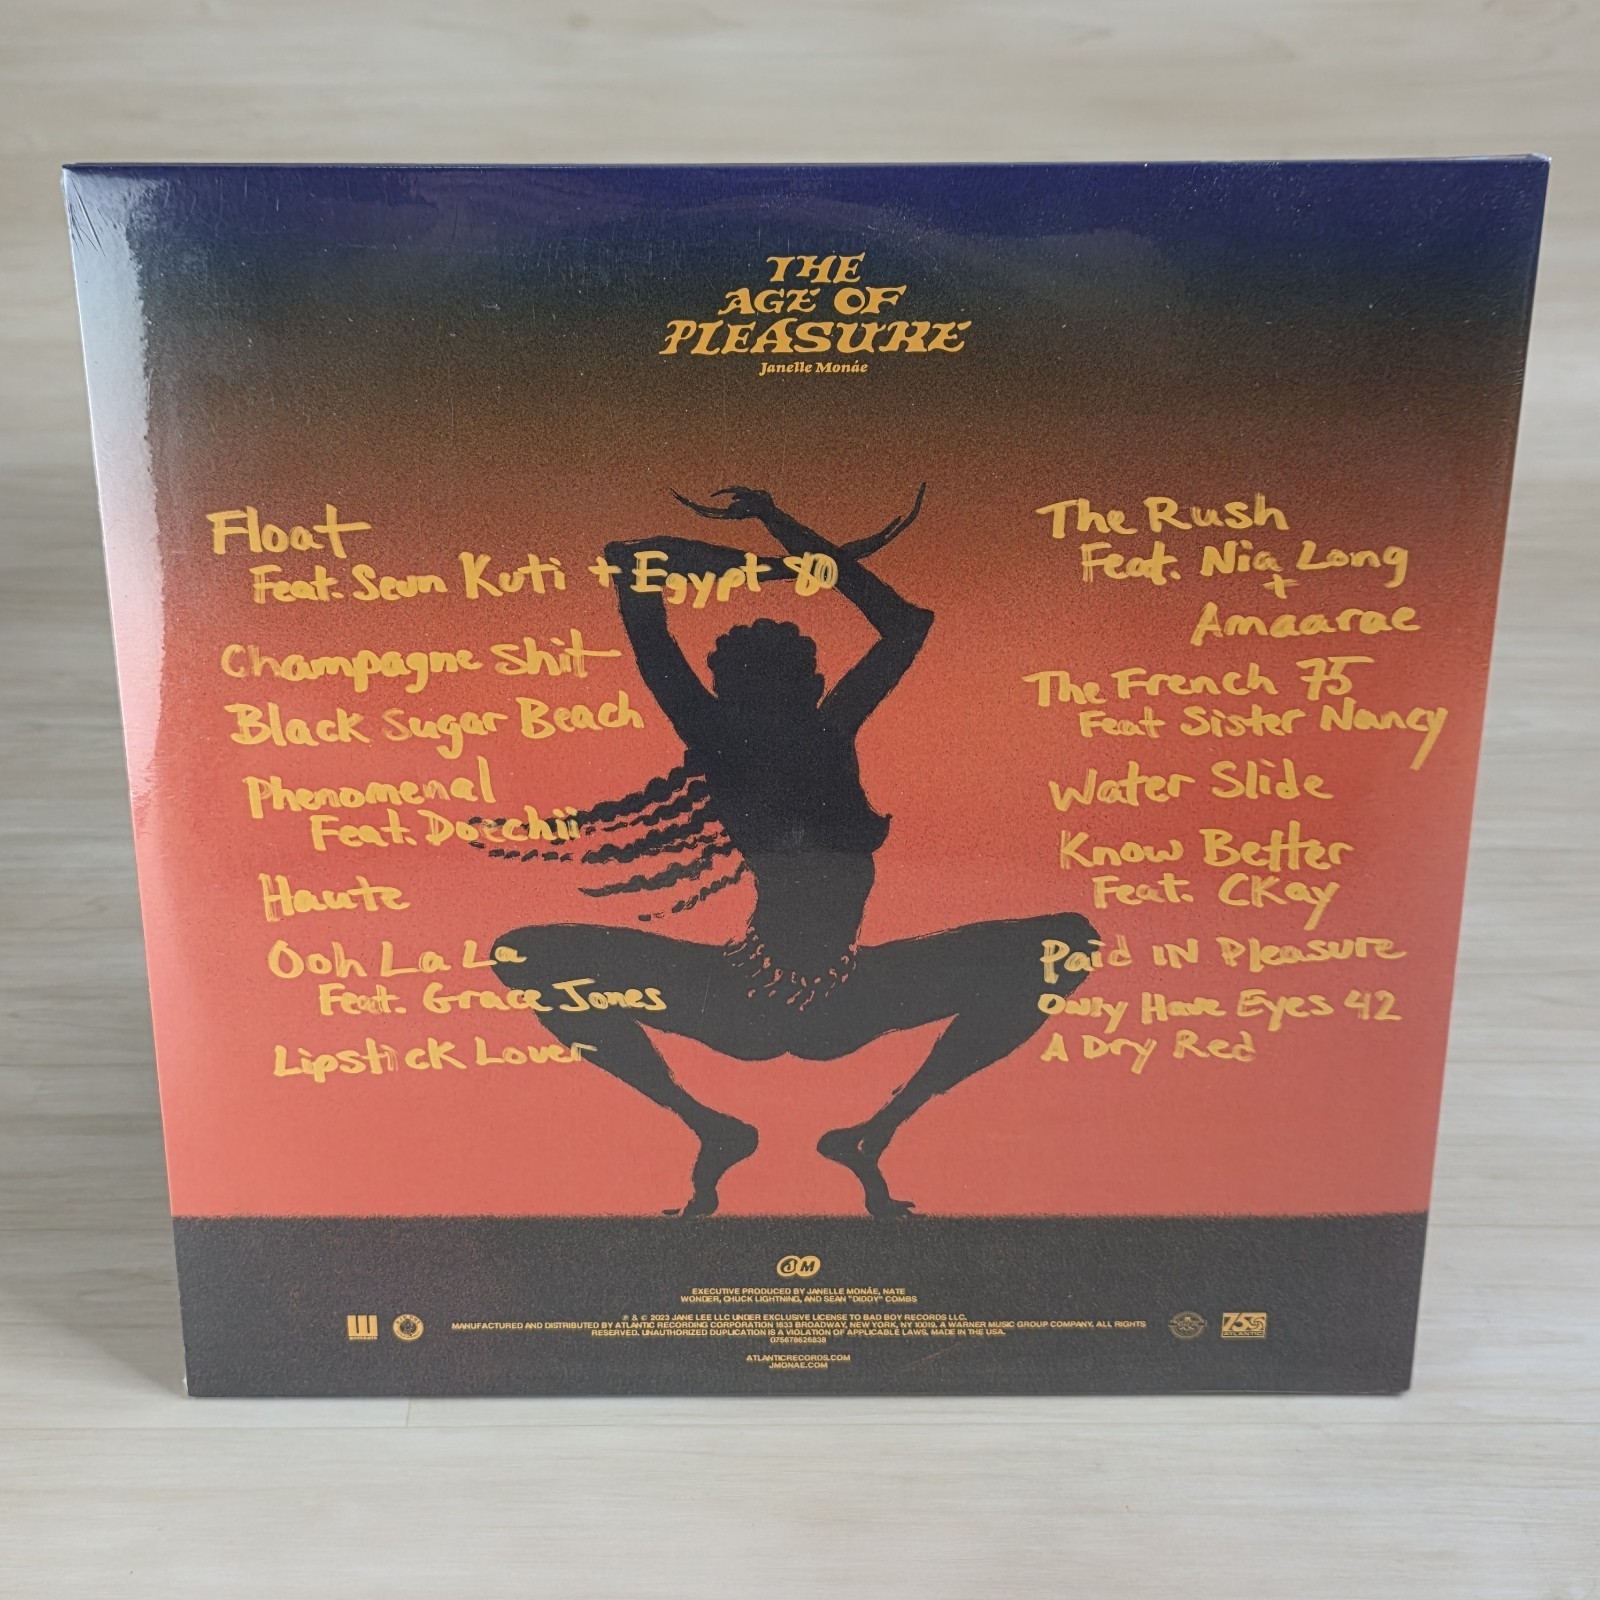 THE
AGE OF
PLEASURE
Janelle Monáe
Float
Feat. Seun Kuti + Egypt 80
Champagne Shit
Black Sugar Beach
Phenomenal
Feat. Doechii
Haute
Ooh La La
Feat. Grace Jones
Lipstick Lover
The Rush
Feat. Nia Long
+
Amaarae
The French 75
Feat Sister Nancy
Water Slide
Know Better
Feat. CKay
Paid IN Pleasure
Only Have Eyes 42
A Dry Red
JM
EXECUTIVE PRODUCED BY JANELLE MONÁE, NATE
WONDER, CHUCK LIGHTNING, AND SEAN "DIDDY" COMBS
℗ & © 2023 JANE LEE LLC UNDER EXCLUSIVE LICENSE TO BAD BOY RECORDS LLC.
MANUFACTURED AND DISTRIBUTED BY ATLANTIC RECORDING CORPORATION 1633 BROADWAY, NEW YORK, NY 10019. A WARNER MUSIC GROUP COMPANY. ALL RIGHTS
RESERVED. UNAUTHORIZED DUPLICATION IS A VIOLATION OF APPLICABLE LAWS. MADE IN THE USA.
075678626838
ATLANTICRECORDS.COM
JMONAE.COM
75
ATLANTIC